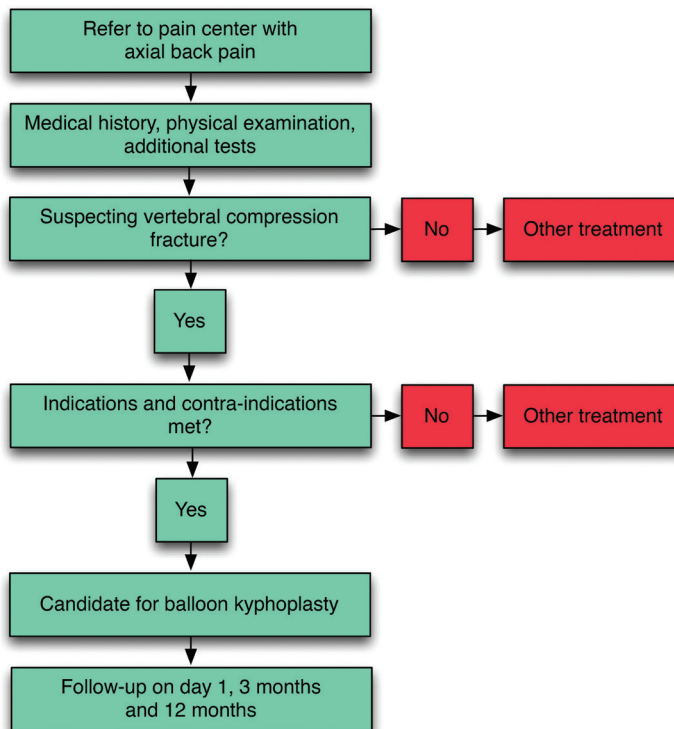 Refer to pain center with
axial back pain
Medical history, physical examination,
additional tests
Suspecting vertebral compression
fracture?
No
Other treatment
Yes
Indications and contra-indications
met?
No
Other treatment
Yes
Candidate for balloon kyphoplasty
Follow-up on day 1, 3 months
and 12 months